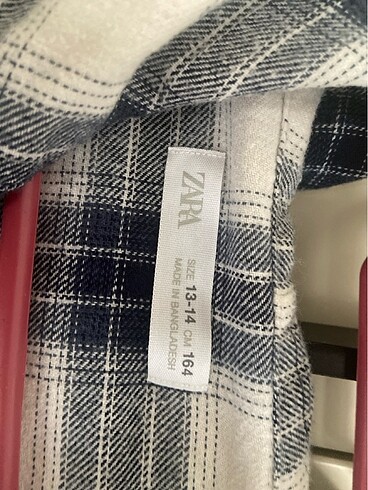 ZARA
SIZE 13-14 CM 164
MADE IN BANGLADESH